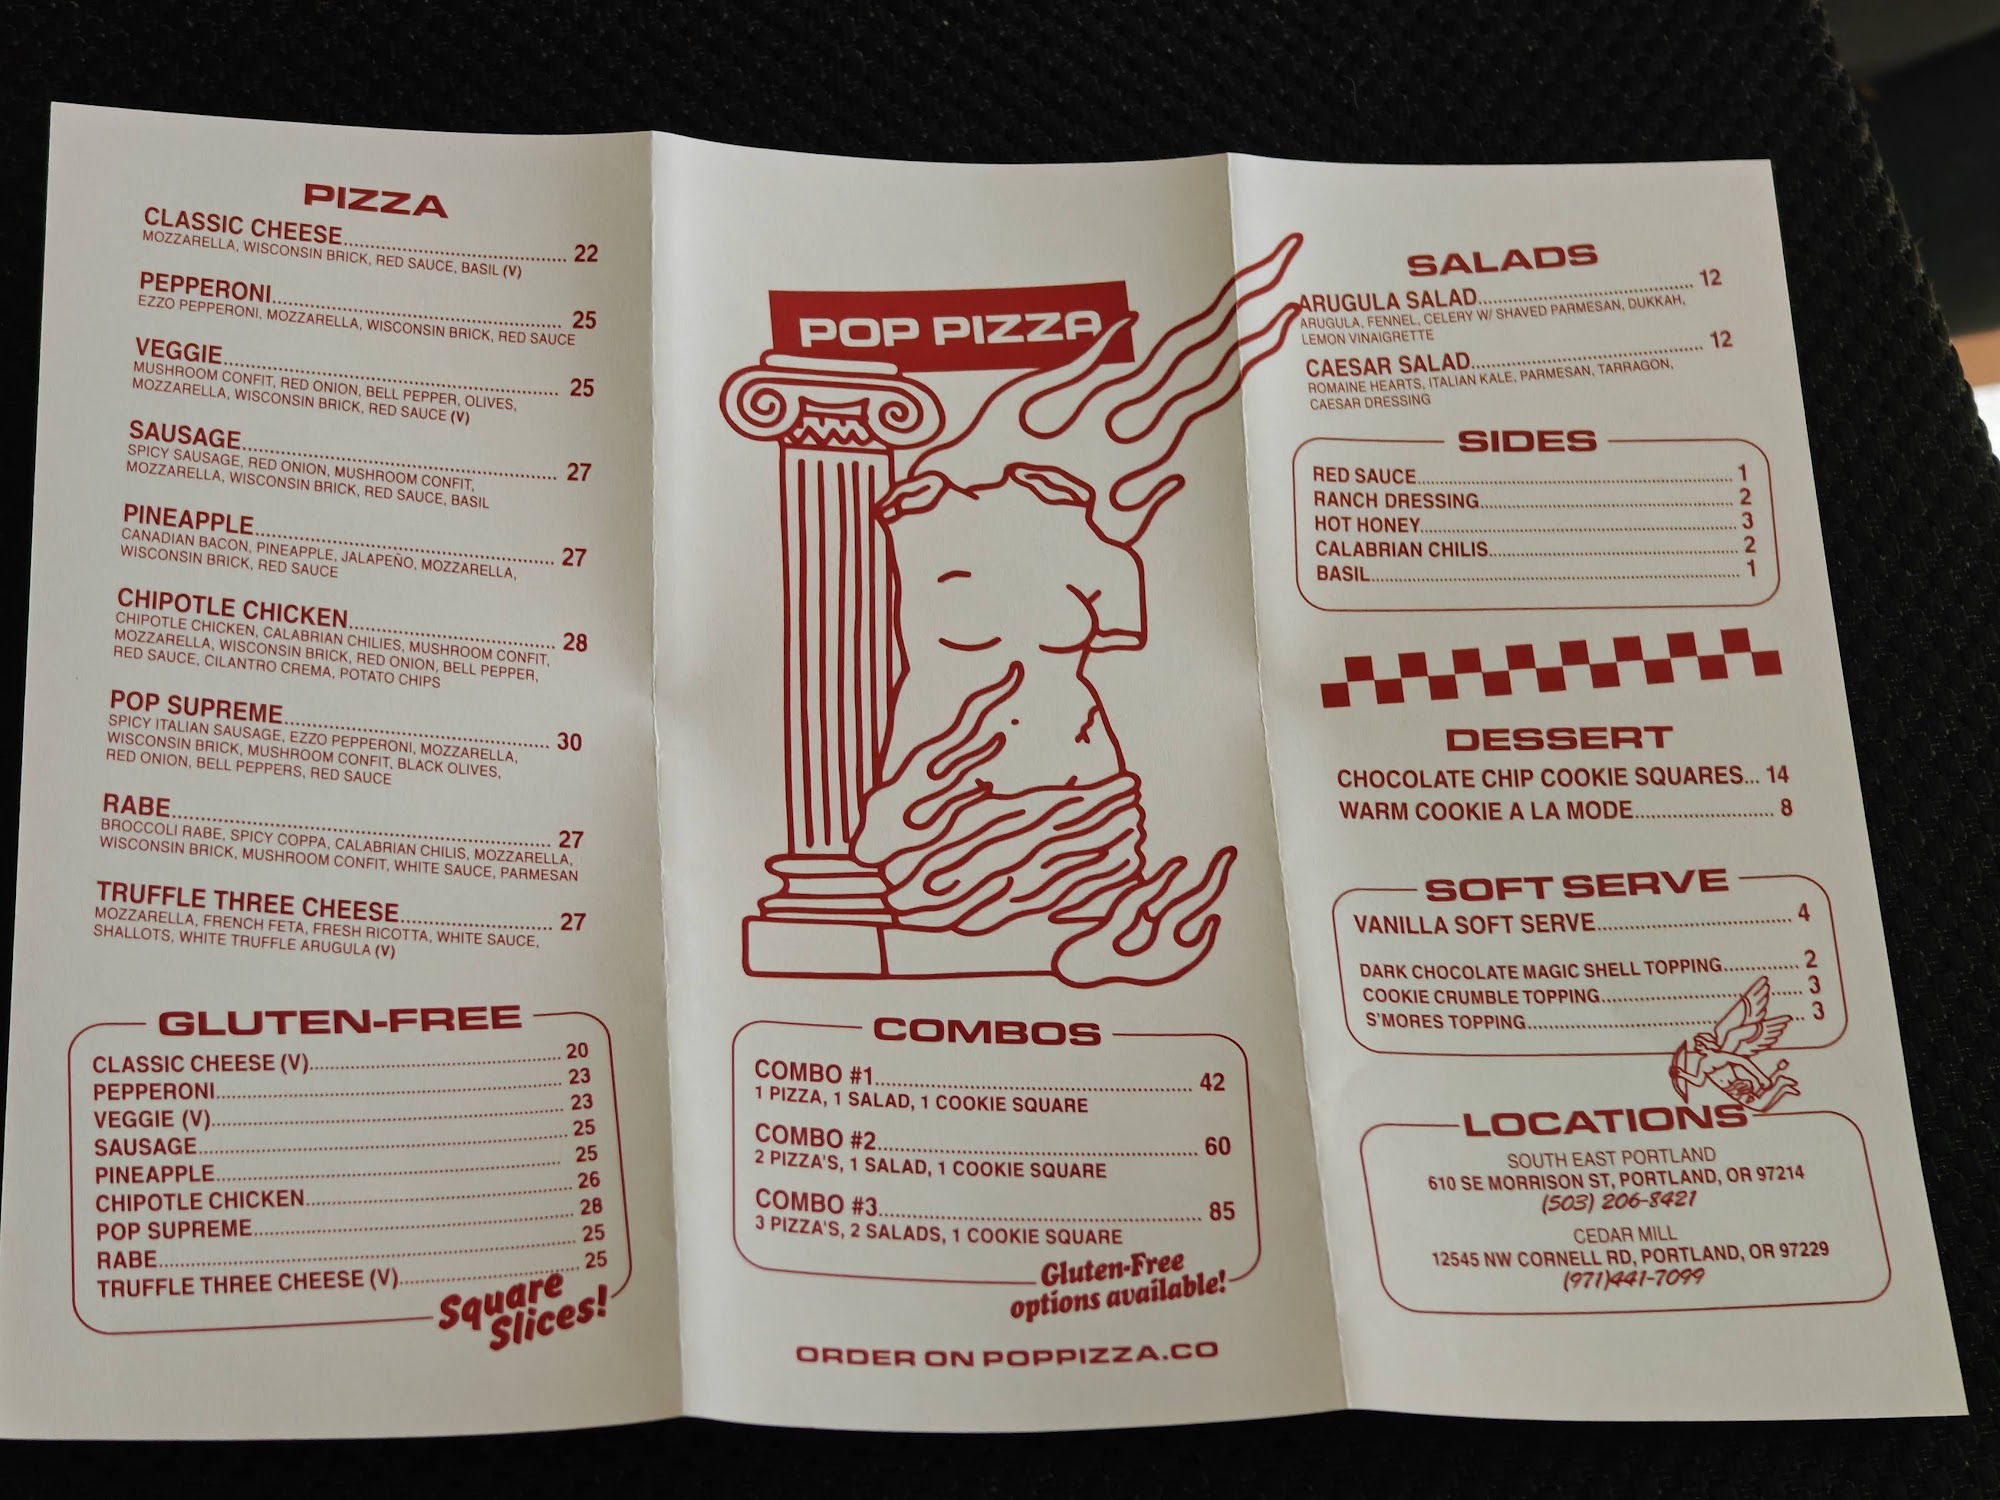 PIZZA
CLASSIC CHEESE........ 22
MOZZARELLA, WISCONSIN BRICK, RED SAUCE, BASIL (V)
PEPPERONI........ 25
EZZO PEPPERONI, MOZZARELLA, WISCONSIN BRICK, RED SAUCE
VEGGIE........ 25
MUSHROOM CONFIT, RED ONION, BELL PEPPER, OLIVES,
MOZZARELLA, WISCONSIN BRICK, RED SAUCE (V)
SAUSAGE........ 27
SPICY SAUSAGE, RED ONION, MUSHROOM CONFIT,
MOZZARELLA, WISCONSIN BRICK, RED SAUCE, BASIL
PINEAPPLE........ 27
CANADIAN BACON, PINEAPPLE, JALAPEÑO, MOZZARELLA,
WISCONSIN BRICK, RED SAUCE
CHIPOTLE CHICKEN........ 28
CHIPOTLE CHICKEN, CALABRIAN CHILIES, MUSHROOM CONFIT,
MOZZARELLA, WISCONSIN BRICK, RED ONION, BELL PEPPER,
RED SAUCE, CILANTRO CREMA, POTATO CHIPS
POP SUPREME........ 30
SPICY ITALIAN SAUSAGE, EZZO PEPPERONI, MOZZARELLA,
WISCONSIN BRICK, MUSHROOM CONFIT, BLACK OLIVES,
RED ONION, BELL PEPPERS, RED SAUCE
RABE........ 27
BROCCOLI RABE, SPICY COPPA, CALABRIAN CHILIS, MOZZARELLA,
WISCONSIN BRICK, MUSHROOM CONFIT, WHITE SAUCE, PARMESAN
TRUFFLE THREE CHEESE........ 27
MOZZARELLA, FRENCH FETA, FRESH RICOTTA, WHITE SAUCE,
SHALLOTS, WHITE TRUFFLE ARUGULA (V)
GLUTEN-FREE
CLASSIC CHEESE (V)........ 20
PEPPERONI........ 23
VEGGIE (V)........ 23
SAUSAGE........ 25
PINEAPPLE........ 25
CHIPOTLE CHICKEN........ 26
POP SUPREME........ 28
RABE........ 25
TRUFFLE THREE CHEESE (V)........ 25
Square
Slices!
POP PIZZA
COMBOS
COMBO #1........ 42
1 PIZZA, 1 SALAD, 1 COOKIE SQUARE
COMBO #2........ 60
2 PIZZA'S, 1 SALAD, 1 COOKIE SQUARE
COMBO #3........ 85
3 PIZZA'S, 2 SALADS, 1 COOKIE SQUARE
Gluten-Free
options available!
ORDER ON POPPIZZA.CO
SALADS
ARUGULA SALAD........ 12
ARUGULA, FENNEL, CELERY W/ SHAVED PARMESAN, DUKKAH,
LEMON VINAIGRETTE
CAESAR SALAD........ 12
ROMAINE HEARTS, ITALIAN KALE, PARMESAN, TARRAGON,
CAESAR DRESSING
SIDES
RED SAUCE........ 1
RANCH DRESSING........ 2
HOT HONEY........ 3
CALABRIAN CHILIS........ 2
BASIL........ 1
DESSERT
CHOCOLATE CHIP COOKIE SQUARES... 14
WARM COOKIE A LA MODE........ 8
SOFT SERVE
VANILLA SOFT SERVE........ 4
DARK CHOCOLATE MAGIC SHELL TOPPING........ 2
COOKIE CRUMBLE TOPPING........ 3
S'MORES TOPPING........ 3
LOCATIONS
SOUTH EAST PORTLAND
610 SE MORRISON ST, PORTLAND, OR 97214
(503) 206-8421
CEDAR MILL
12545 NW CORNELL RD, PORTLAND, OR 97229
(971)441-7099